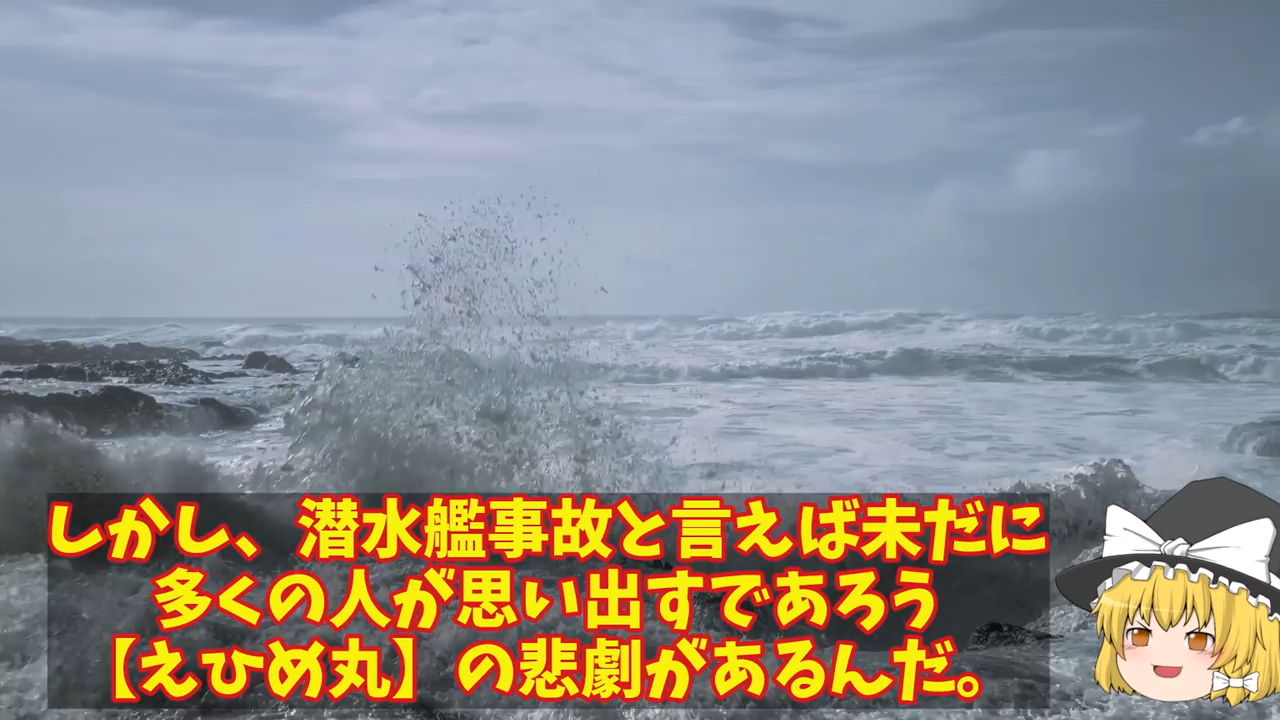 しかし、潜水艦事故と言えば未だに
多くの人が思い出すであろう
【えひめ丸】の悲劇があるんだ。